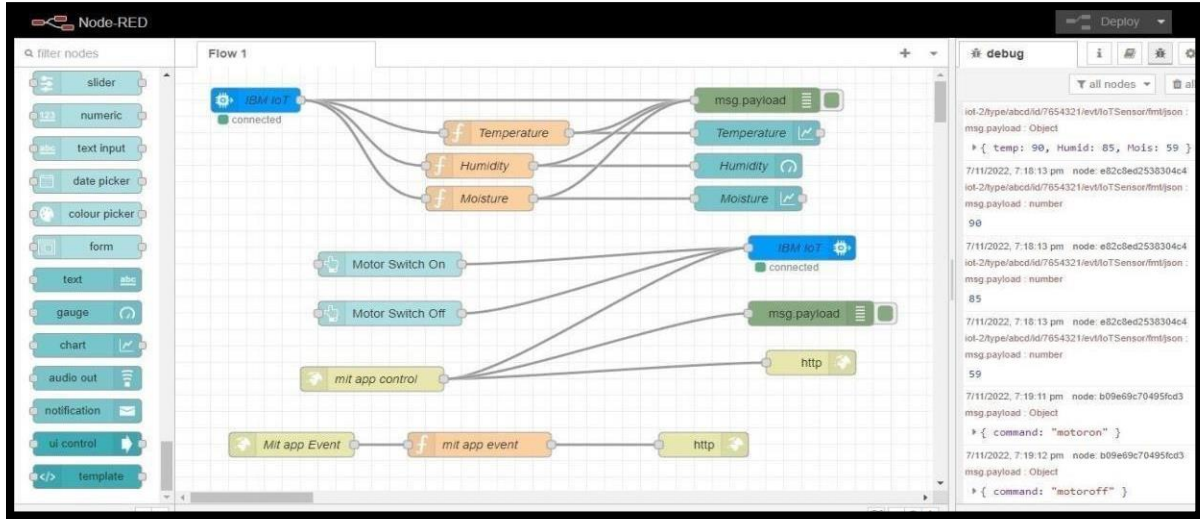 Node-RED
Deploy
filter nodes
slider
numeric
text input
date picker
colour picker
form
text
gauge
chart
audio out
notification
ui control
template
Flow 1
IBM IoT
connected
Temperature
Humidity
Moisture
msg.payload
Temperature
Humidity
Moisture
Motor Switch On
Motor Switch Off
IBM IoT
connected
msg.payload
mit app control
http
Mit app Event
mit app event
http
debug
all nodes
al
iot-2/type/abcd/id/7654321/evt/IoTSensor/fmt/json :
msg.payload : Object
{ temp: 90, Humid: 85, Mois: 59 }
7/11/2022, 7:18:13 pm node: e82c8ed2538304c4
iot-2/type/abcd/id/7654321/evt/IoTSensor/fmt/json :
msg.payload : number
90
7/11/2022, 7:18:13 pm node: e82c8ed2538304c4
iot-2/type/abcd/id/7654321/evt/IoTSensor/fmt/json :
msg.payload : number
85
7/11/2022, 7:18:13 pm node: e82c8ed2538304c4
iot-2/type/abcd/id/7654321/evt/IoTSensor/fmt/json :
msg.payload : number
59
7/11/2022, 7:19:11 pm node: b09e69c70495fcd3
msg.payload : Object
{ command: "motoron" }
7/11/2022, 7:19:12 pm node: b09e69c70495fcd3
msg.payload : Object
{ command: "motoroff" }